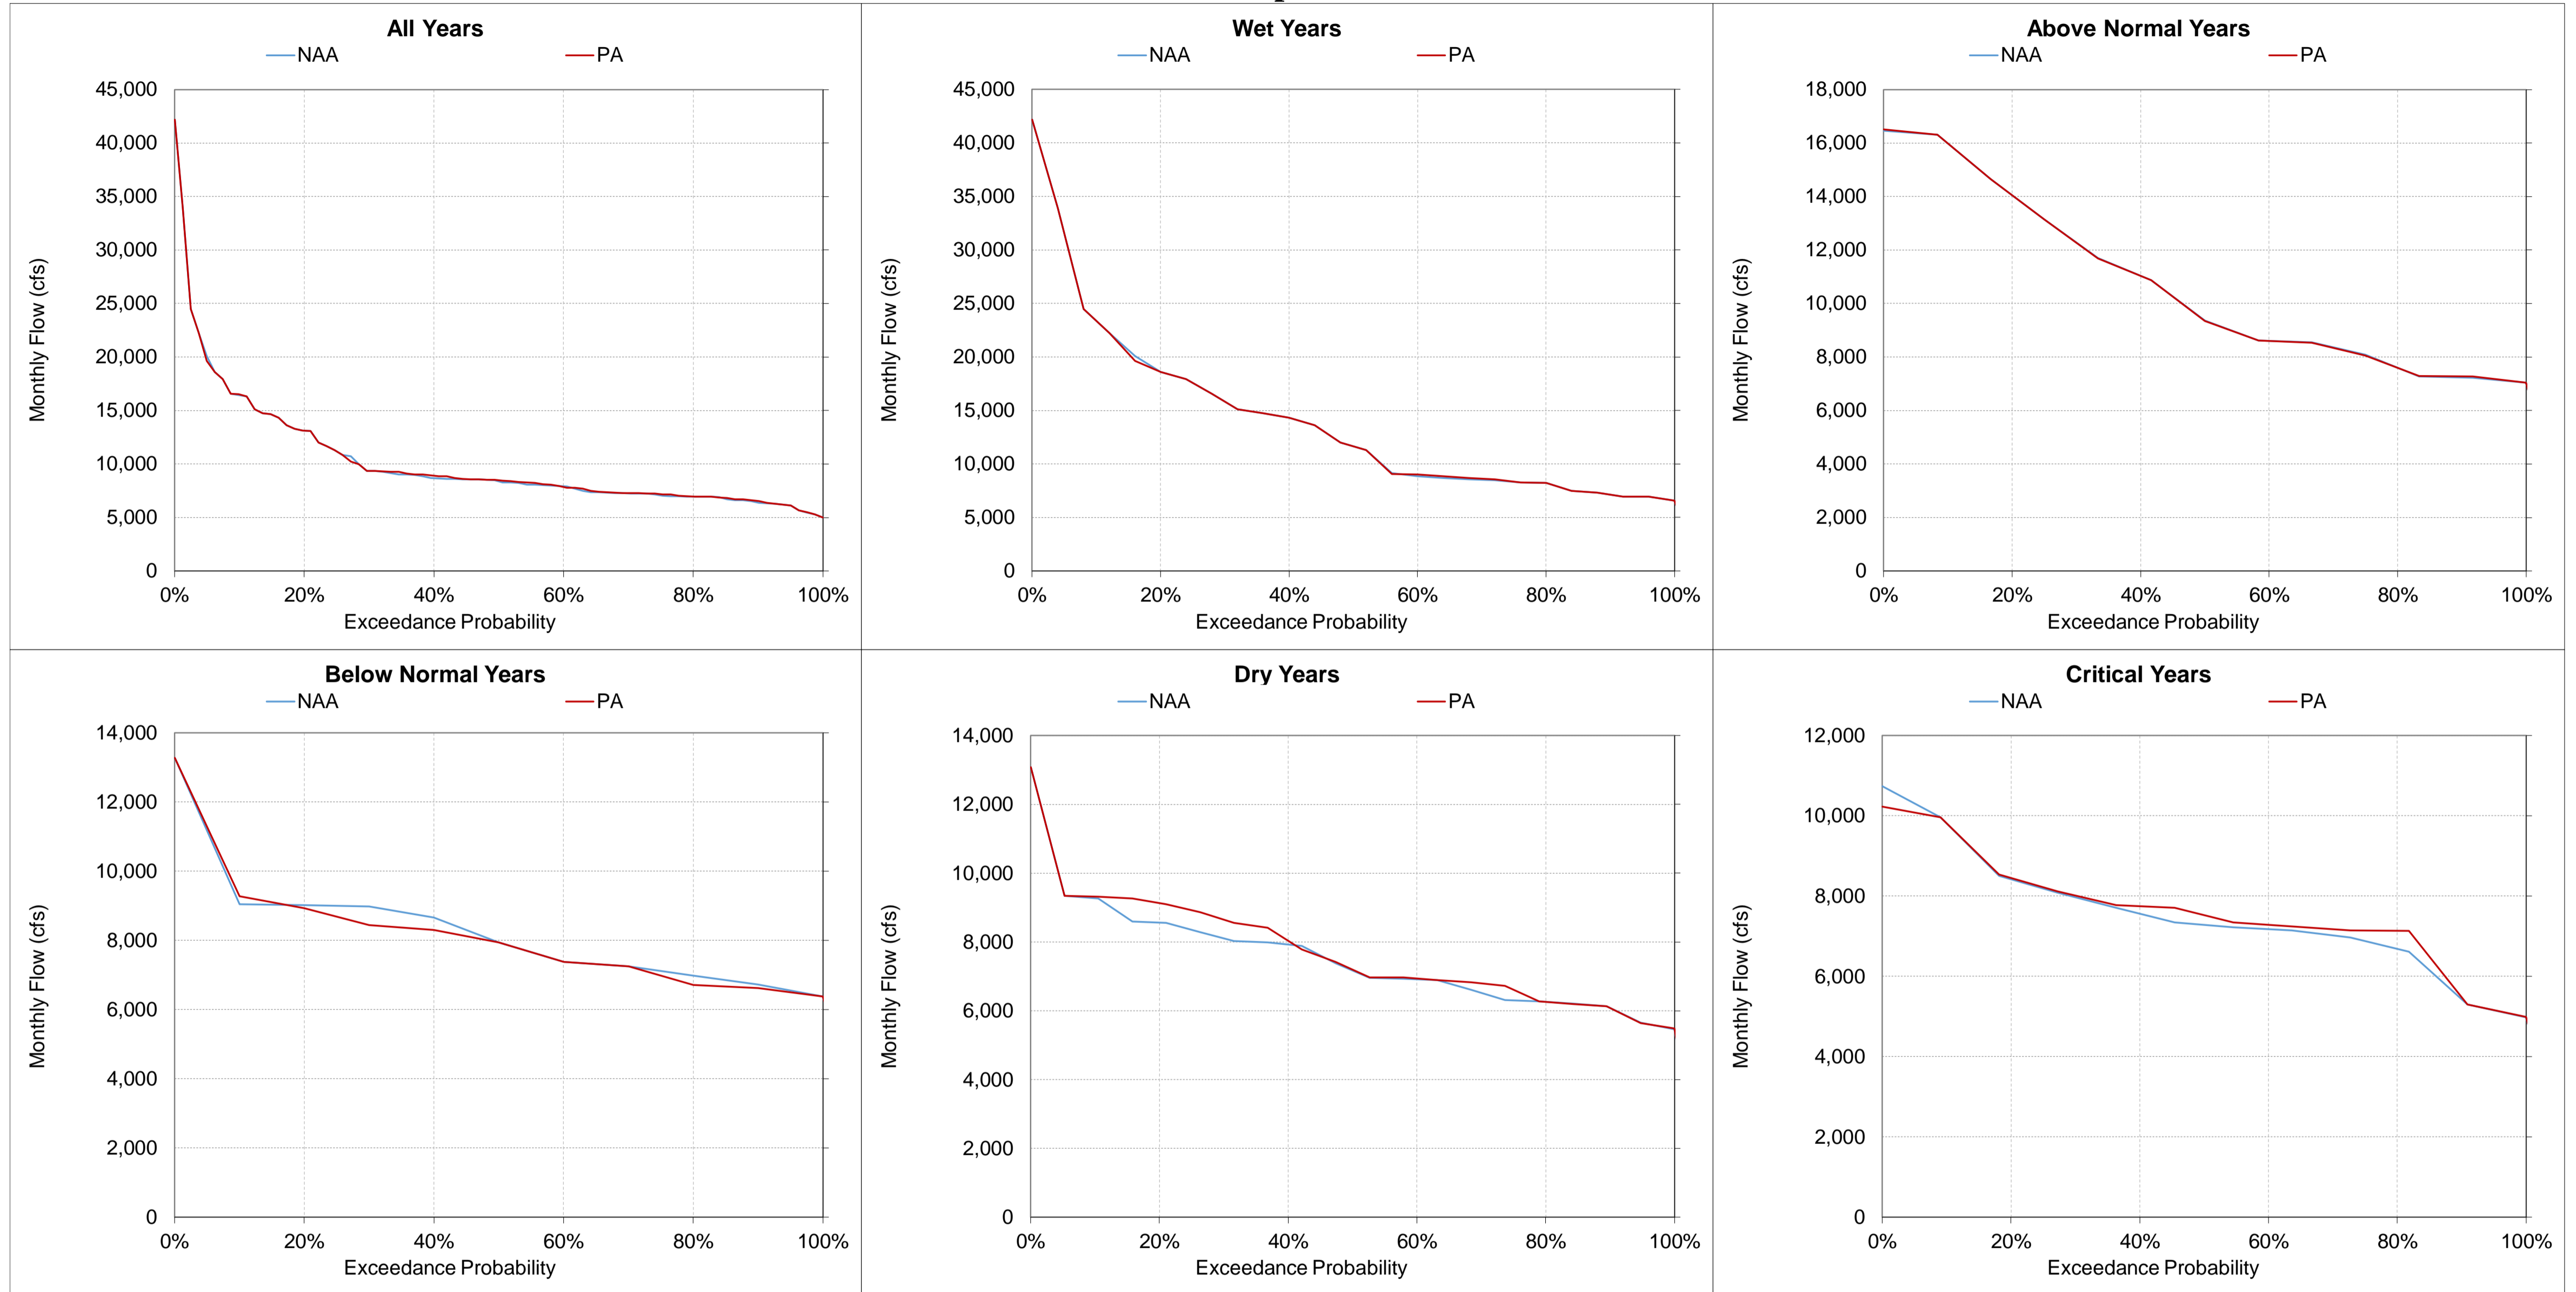 All Years
NAA PA
45,000
40,000
35,000
30,000
25,000
20,000
15,000
10,000
5,000
0
Monthly Flow (cfs)
0% 20% 40% 60% 80% 100%
Exceedance Probability
Wet Years
NAA PA
45,000
40,000
35,000
30,000
25,000
20,000
15,000
10,000
5,000
0
Monthly Flow (cfs)
0% 20% 40% 60% 80% 100%
Exceedance Probability
Above Normal Years
NAA PA
18,000
16,000
14,000
12,000
10,000
8,000
6,000
4,000
2,000
0
Monthly Flow (cfs)
0% 20% 40% 60% 80% 100%
Exceedance Probability
Below Normal Years
NAA PA
14,000
12,000
10,000
8,000
6,000
4,000
2,000
0
Monthly Flow (cfs)
0% 20% 40% 60% 80% 100%
Exceedance Probability
Dry Years
NAA PA
14,000
12,000
10,000
8,000
6,000
4,000
2,000
0
Monthly Flow (cfs)
0% 20% 40% 60% 80% 100%
Exceedance Probability
Critical Years
NAA PA
12,000
10,000
8,000
6,000
4,000
2,000
0
Monthly Flow (cfs)
0% 20% 40% 60% 80% 100%
Exceedance Probability